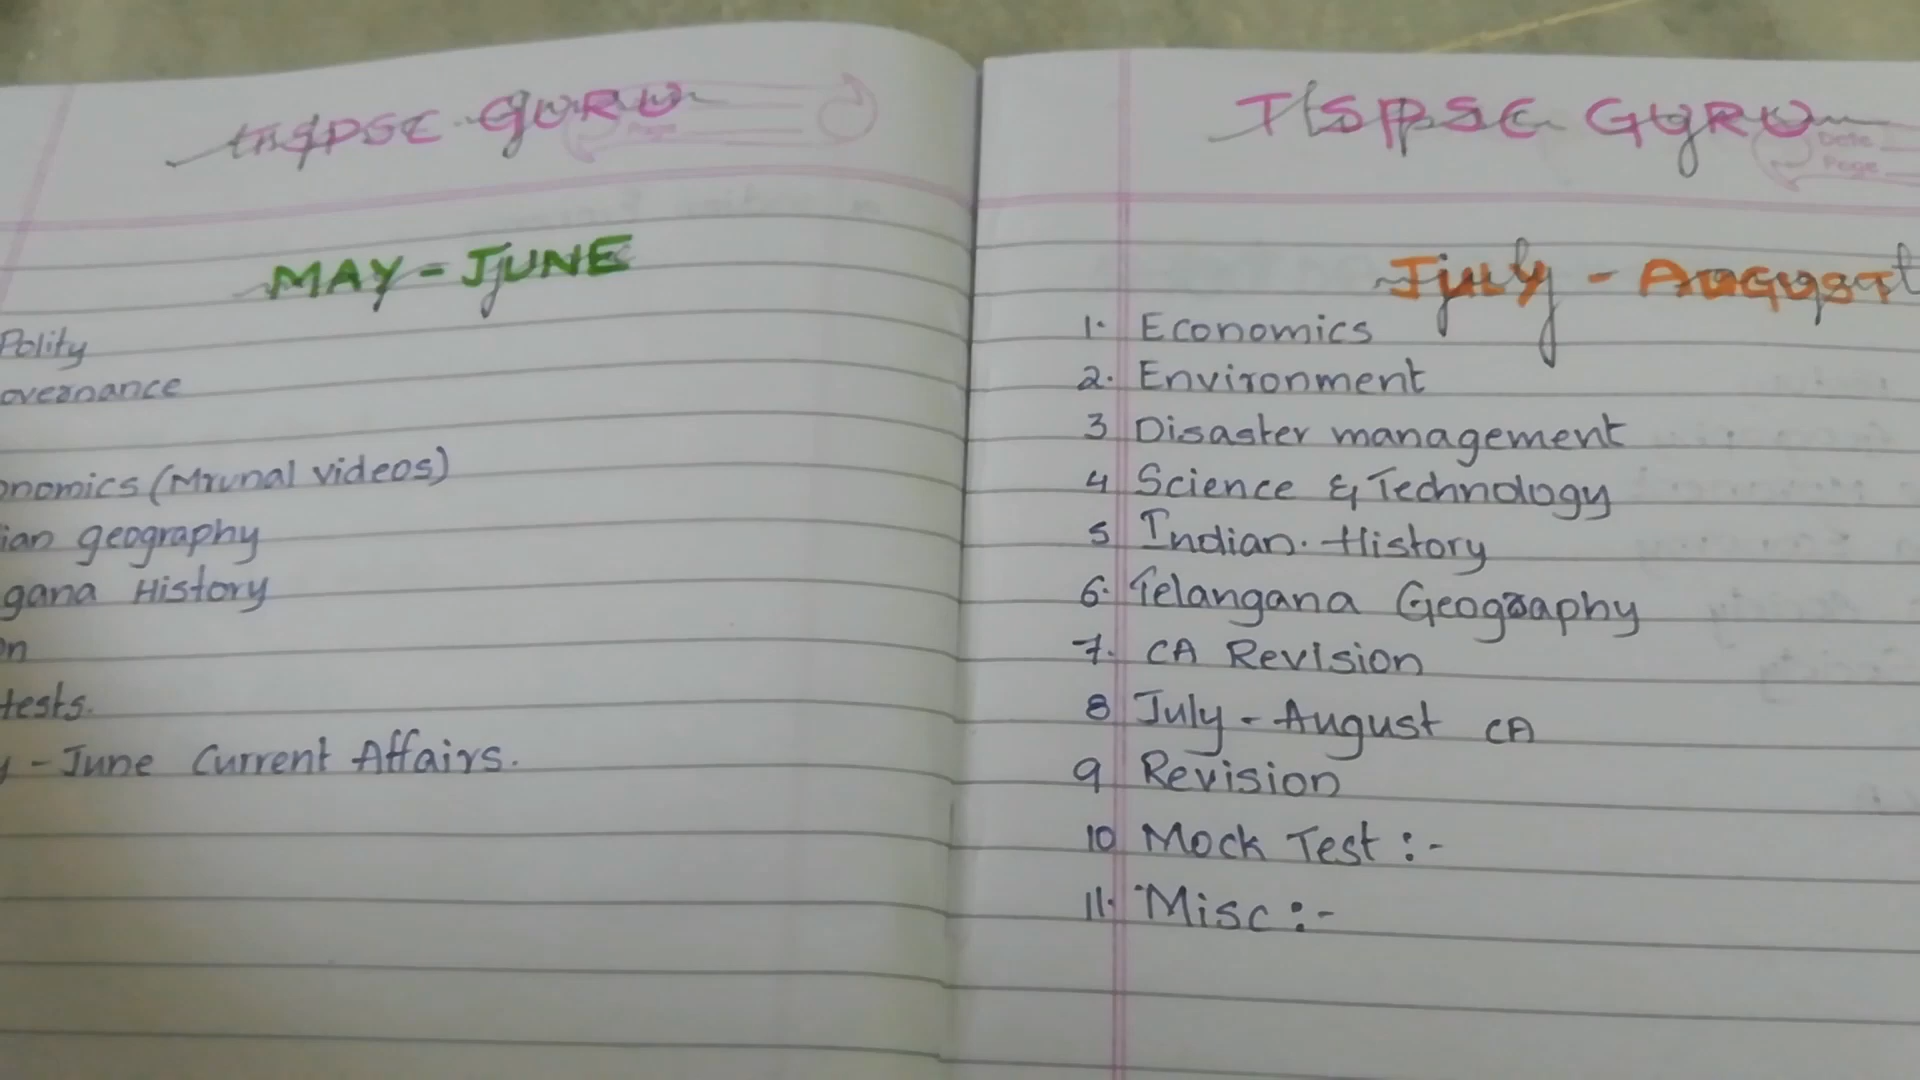 TSPSC GURU
MAY - JUNE
Polity
overnance
onomics (Mrunal videos)
ian geography
gana History
on
tests.
y - June Current Affairs.
TSPSC GURU
Date
Page
July - August
1. Economics
2. Environment
3 Disaster management
4 Science & Technology
5 Indian. History
6. Telangana Geography
7. CA Revision
8 July - August CA
9 Revision
10 Mock Test :-
11. Misc :-